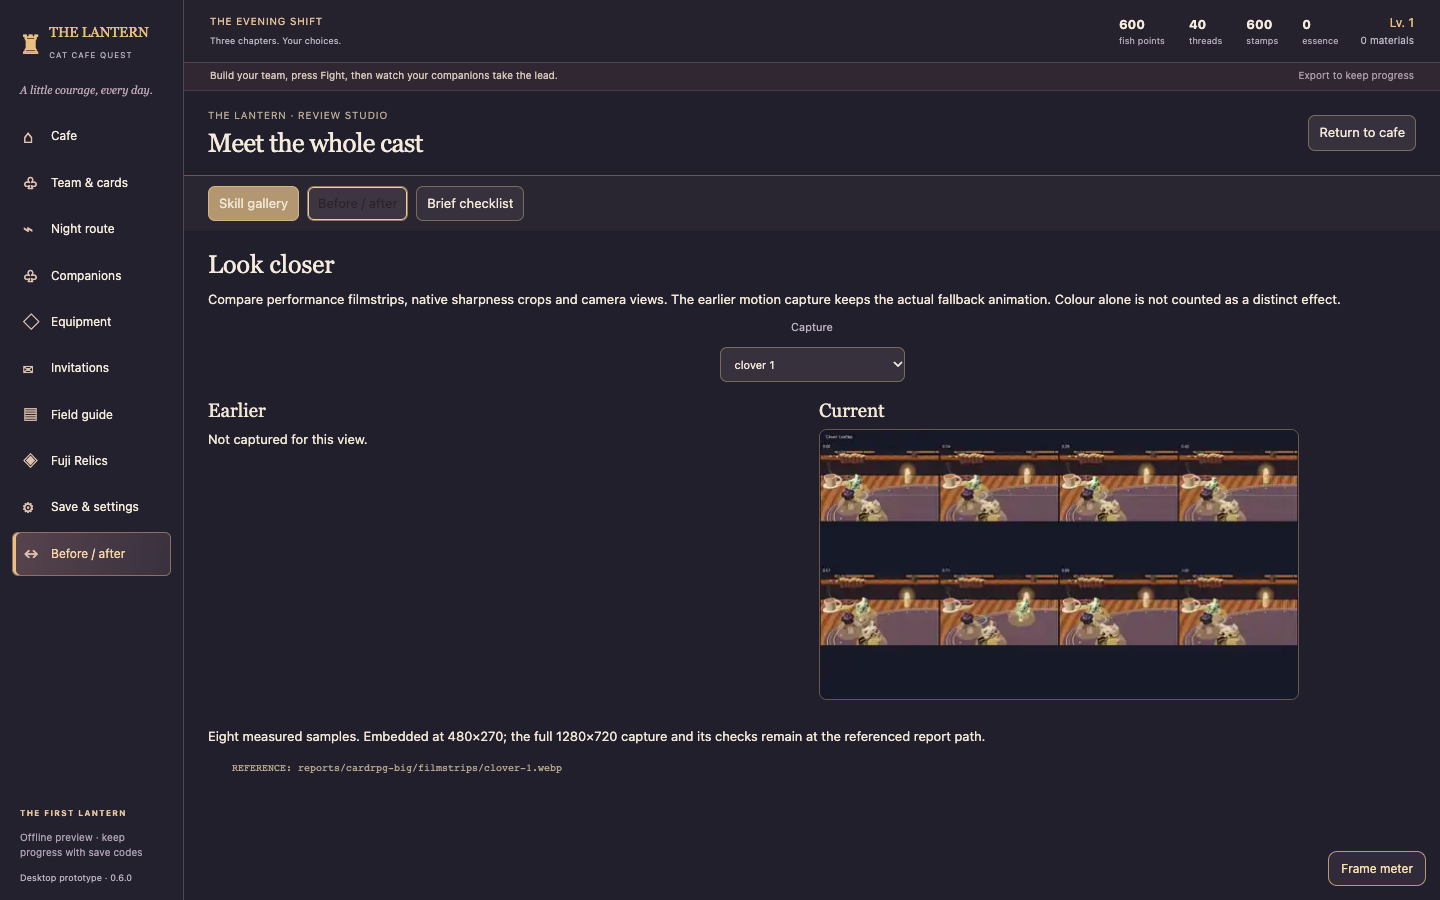 THE LANTERN
CAT CAFE QUEST
A little courage, every day.
Cafe
Team & cards
Night route
Companions
Equipment
Invitations
Field guide
Fuji Relics
Save & settings
Before / after
THE FIRST LANTERN
Offline preview · keep
progress with save codes
Desktop prototype · 0.6.0
THE EVENING SHIFT
Three chapters. Your choices.
600
fish points
40
threads
600
stamps
0
essence
Lv. 1
0 materials
Build your team, press Fight, then watch your companions take the lead.
Export to keep progress
THE LANTERN · REVIEW STUDIO
Meet the whole cast
Return to cafe
Skill gallery
Before / after
Brief checklist
Look closer
Compare performance filmstrips, native sharpness crops and camera views. The earlier motion capture keeps the actual fallback animation. Colour alone is not counted as a distinct effect.
Capture
clover 1
Earlier
Not captured for this view.
Current
Eight measured samples. Embedded at 480×270; the full 1280×720 capture and its checks remain at the referenced report path.
REFERENCE: reports/cardrpg-big/filmstrips/clover-1.webp
Frame meter